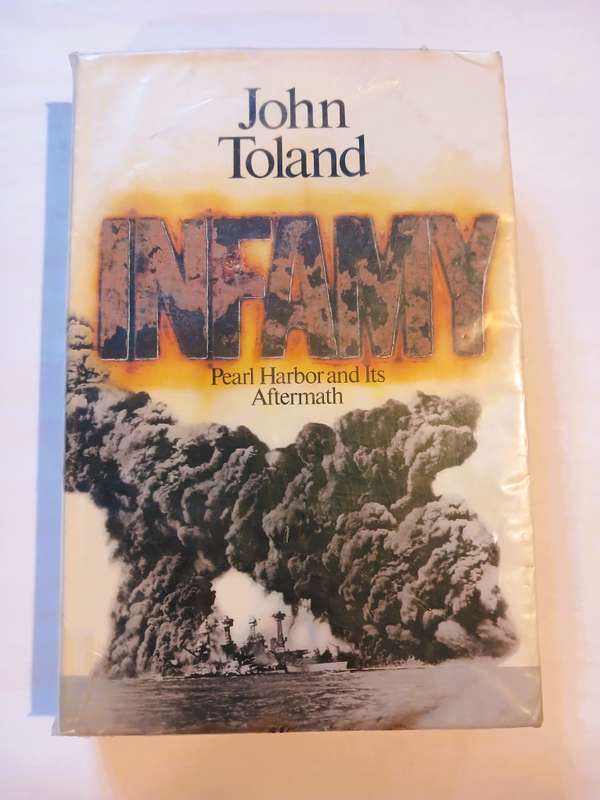 John
Toland
INFAMY
Pearl Harbor and Its
Aftermath